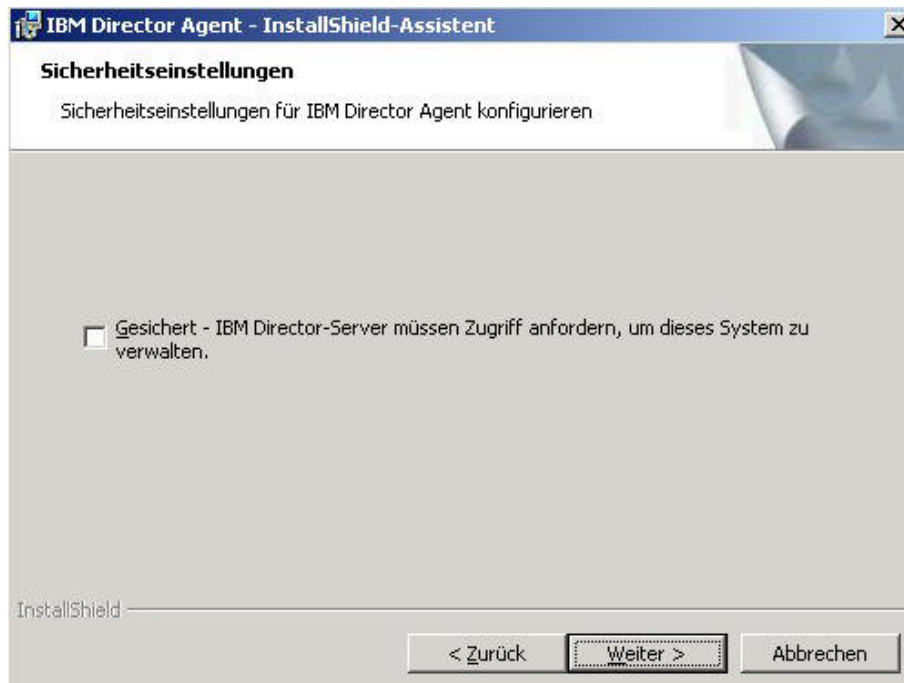 IBM Director Agent - InstallShield-Assistent
Sicherheitseinstellungen
Sicherheitseinstellungen für IBM Director Agent konfigurieren
Gesichert - IBM Director-Server müssen Zugriff anfordern, um dieses System zu
verwalten.
InstallShield
< Zurück Weiter > Abbrechen